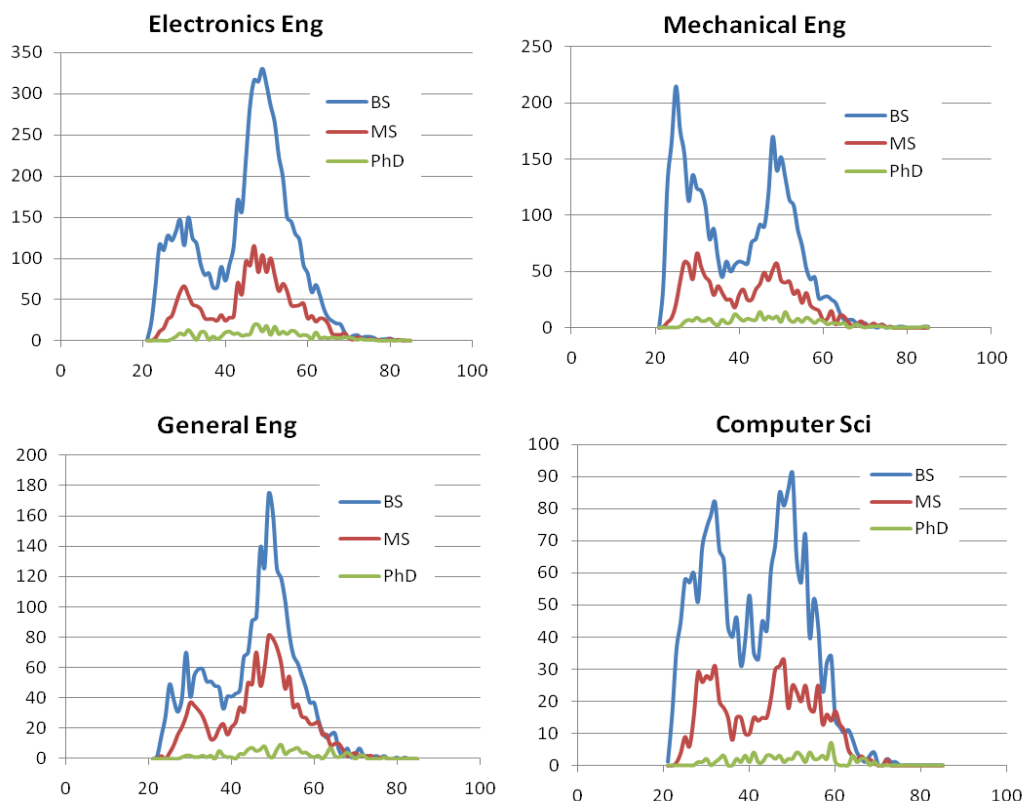 Electronics Eng
350
300
250
200
150
100
50
0
0 20 40 60 80 100
BS
MS
PhD
Mechanical Eng
250
200
150
100
50
0
0 20 40 60 80 100
BS
MS
PhD
General Eng
200
180
160
140
120
100
80
60
40
20
0
0 20 40 60 80 100
BS
MS
PhD
Computer Sci
100
90
80
70
60
50
40
30
20
10
0
0 20 40 60 80 100
BS
MS
PhD